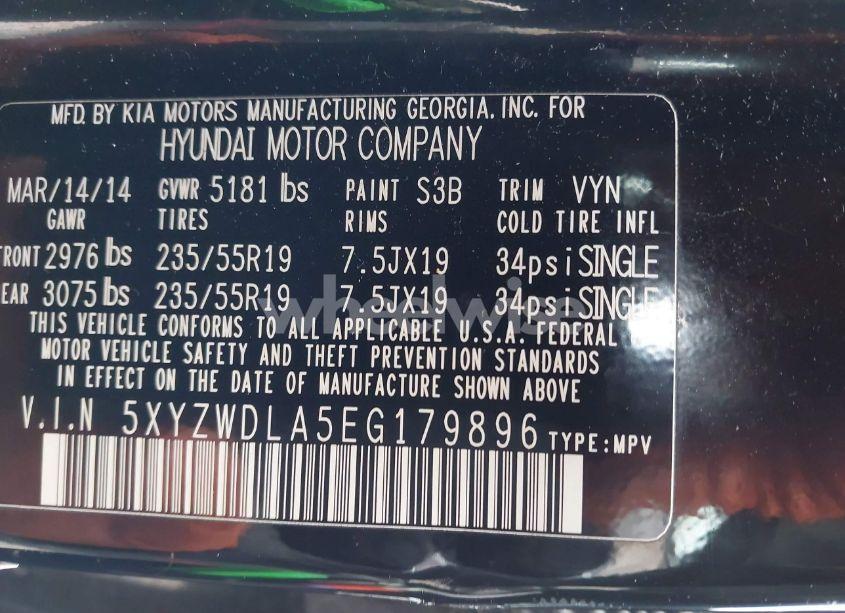 MFD. BY KIA MOTORS MANUFACTURING GEORGIA, INC. FOR
HYUNDAI MOTOR COMPANY
MAR/14/14 GVWR 5181 lbs PAINT S3B TRIM VYN
GAWR TIRES RIMS COLD TIRE INFL
FRONT 2976 lbs 235/55R19 7.5JX19 34psi SINGLE
EAR 3075 lbs 235/55R19 7.5JX19 34psi SINGLE
wheelwise
THIS VEHICLE CONFORMS TO ALL APPLICABLE U.S.A. FEDERAL
MOTOR VEHICLE SAFETY AND THEFT PREVENTION STANDARDS
IN EFFECT ON THE DATE OF MANUFACTURE SHOWN ABOVE
V.I.N 5XYZWDLA5EG179896 TYPE:MPV